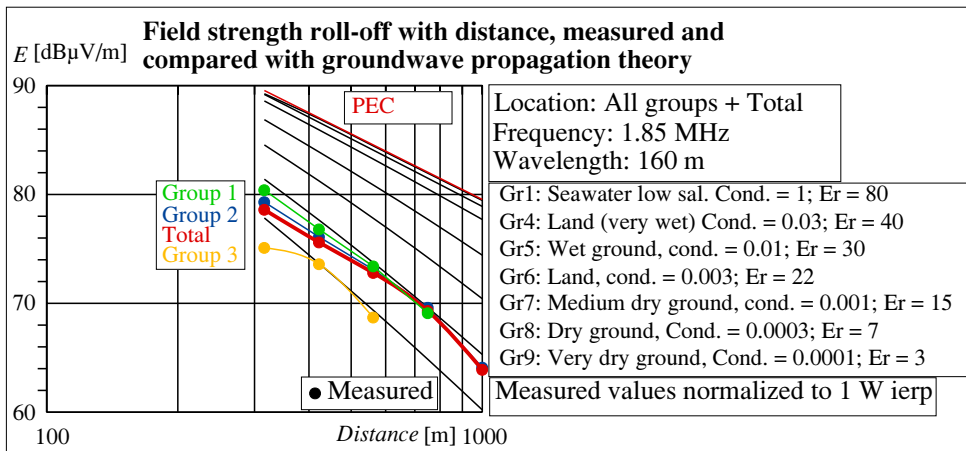 Field strength roll-off with distance, measured and
compared with groundwave propagation theory
E [dBµV/m]
90
80
70
60
PEC
Group 1
Group 2
Total
Group 3
Measured
100
Distance [m] 1000
Location: All groups + Total
Frequency: 1.85 MHz
Wavelength: 160 m
Gr1: Seawater low sal. Cond. = 1; Er = 80
Gr4: Land (very wet) Cond. = 0.03; Er = 40
Gr5: Wet ground, cond. = 0.01; Er = 30
Gr6: Land, cond. = 0.003; Er = 22
Gr7: Medium dry ground, cond. = 0.001; Er = 15
Gr8: Dry ground, Cond. = 0.0003; Er = 7
Gr9: Very dry ground, Cond. = 0.0001; Er = 3
Measured values normalized to 1 W ierp